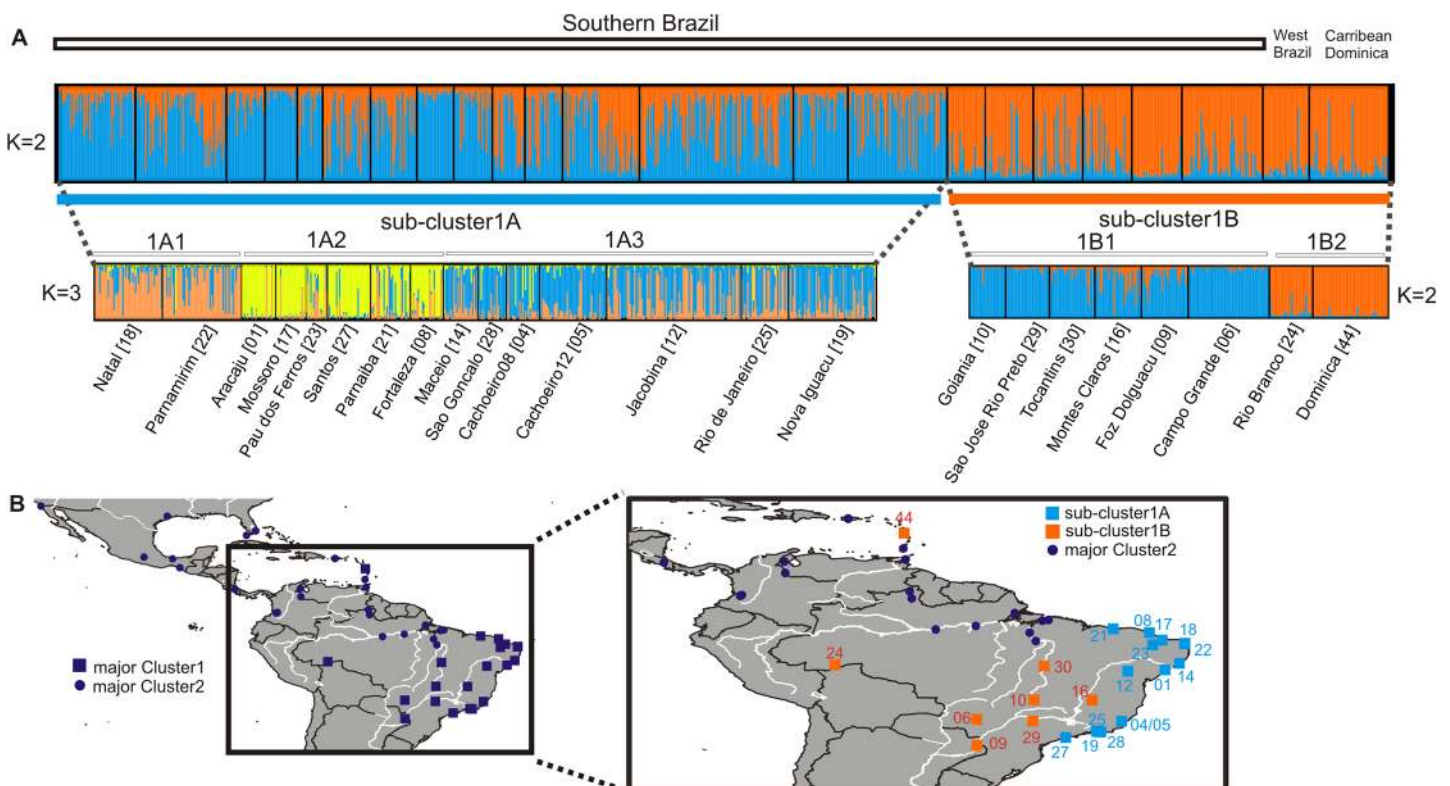 A
Southern Brazil
West
Brazil
Carribean
Dominica
K=2
sub-cluster1A
sub-cluster1B
1A1
1A2
1A3
1B1
1B2
K=3
K=2
Natal [18]
Parnamirim [22]
Aracaju [01]
Mossoro [17]
Pau dos Ferros [23]
Santos [27]
Parnaiba [21]
Fortaleza [08]
Maceio [14]
Sao Goncalo [28]
Cachoeiro08 [04]
Cachoeiro12 [05]
Jacobina [12]
Rio de Janeiro [25]
Nova Iguacu [19]
Goiania [10]
Sao Jose Rio Preto [29]
Tocantins [30]
Montes Claros [16]
Foz Dolguacu [09]
Campo Grande [06]
Rio Branco [24]
Dominica [44]
B
major Cluster1
major Cluster2
44
sub-cluster1A
sub-cluster1B
major Cluster2
08
17
21
18
23
22
24
30
14
12
01
16
10
06
25
04/05
29
09
27
19
28